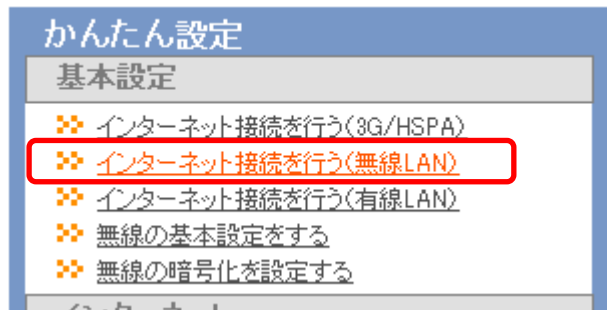 かんたん設定
基本設定
インターネット接続を行う(3G/HSPA)
インターネット接続を行う(無線LAN)
インターネット接続を行う(有線LAN)
無線の基本設定をする
無線の暗号化を設定する